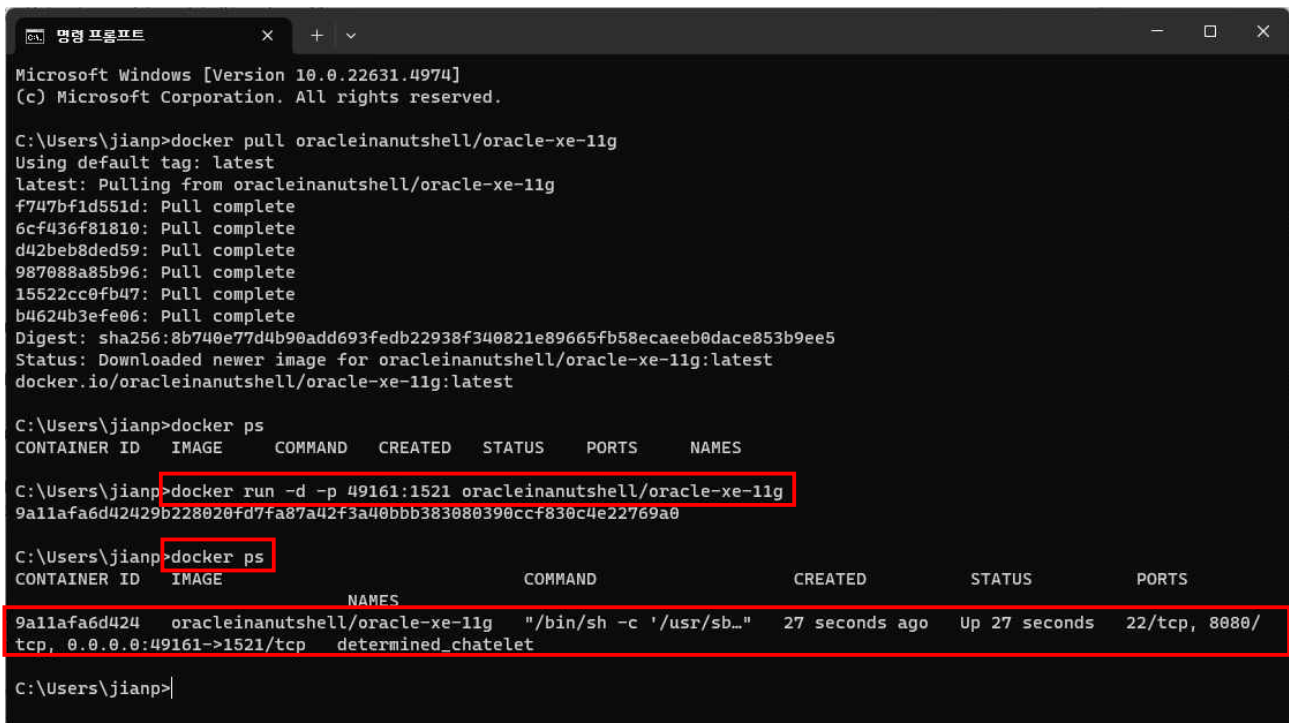 명령 프롬프트
Microsoft Windows [Version 10.0.22631.4974]
(c) Microsoft Corporation. All rights reserved.
C:\Users\jianp>docker pull oracleinanutshell/oracle-xe-11g
Using default tag: latest
latest: Pulling from oracleinanutshell/oracle-xe-11g
f747bf1d551d: Pull complete
6cf436f81810: Pull complete
d42beb8ded59: Pull complete
987088a85b96: Pull complete
15522cc0fb47: Pull complete
b4624b3efe06: Pull complete
Digest: sha256:8b740e77d4b90add693fedb22938f340821e89665fb58ecaeeb0dace853b9ee5
Status: Downloaded newer image for oracleinanutshell/oracle-xe-11g:latest
docker.io/oracleinanutshell/oracle-xe-11g:latest
C:\Users\jianp>docker ps
CONTAINER ID   IMAGE     COMMAND   CREATED   STATUS    PORTS     NAMES
C:\Users\jianp>docker run -d -p 49161:1521 oracleinanutshell/oracle-xe-11g
9a11afa6d42429b228020fd7fa87a42f3a40bbb383080390ccf830c4e22769a0
C:\Users\jianp>docker ps
CONTAINER ID   IMAGE                             COMMAND                   CREATED          STATUS          PORTS
NAMES
9a11afa6d424   oracleinanutshell/oracle-xe-11g   "/bin/sh -c '/usr/sb…"   27 seconds ago   Up 27 seconds   22/tcp, 8080/
tcp, 0.0.0.0:49161->1521/tcp   determined_chatelet
C:\Users\jianp>